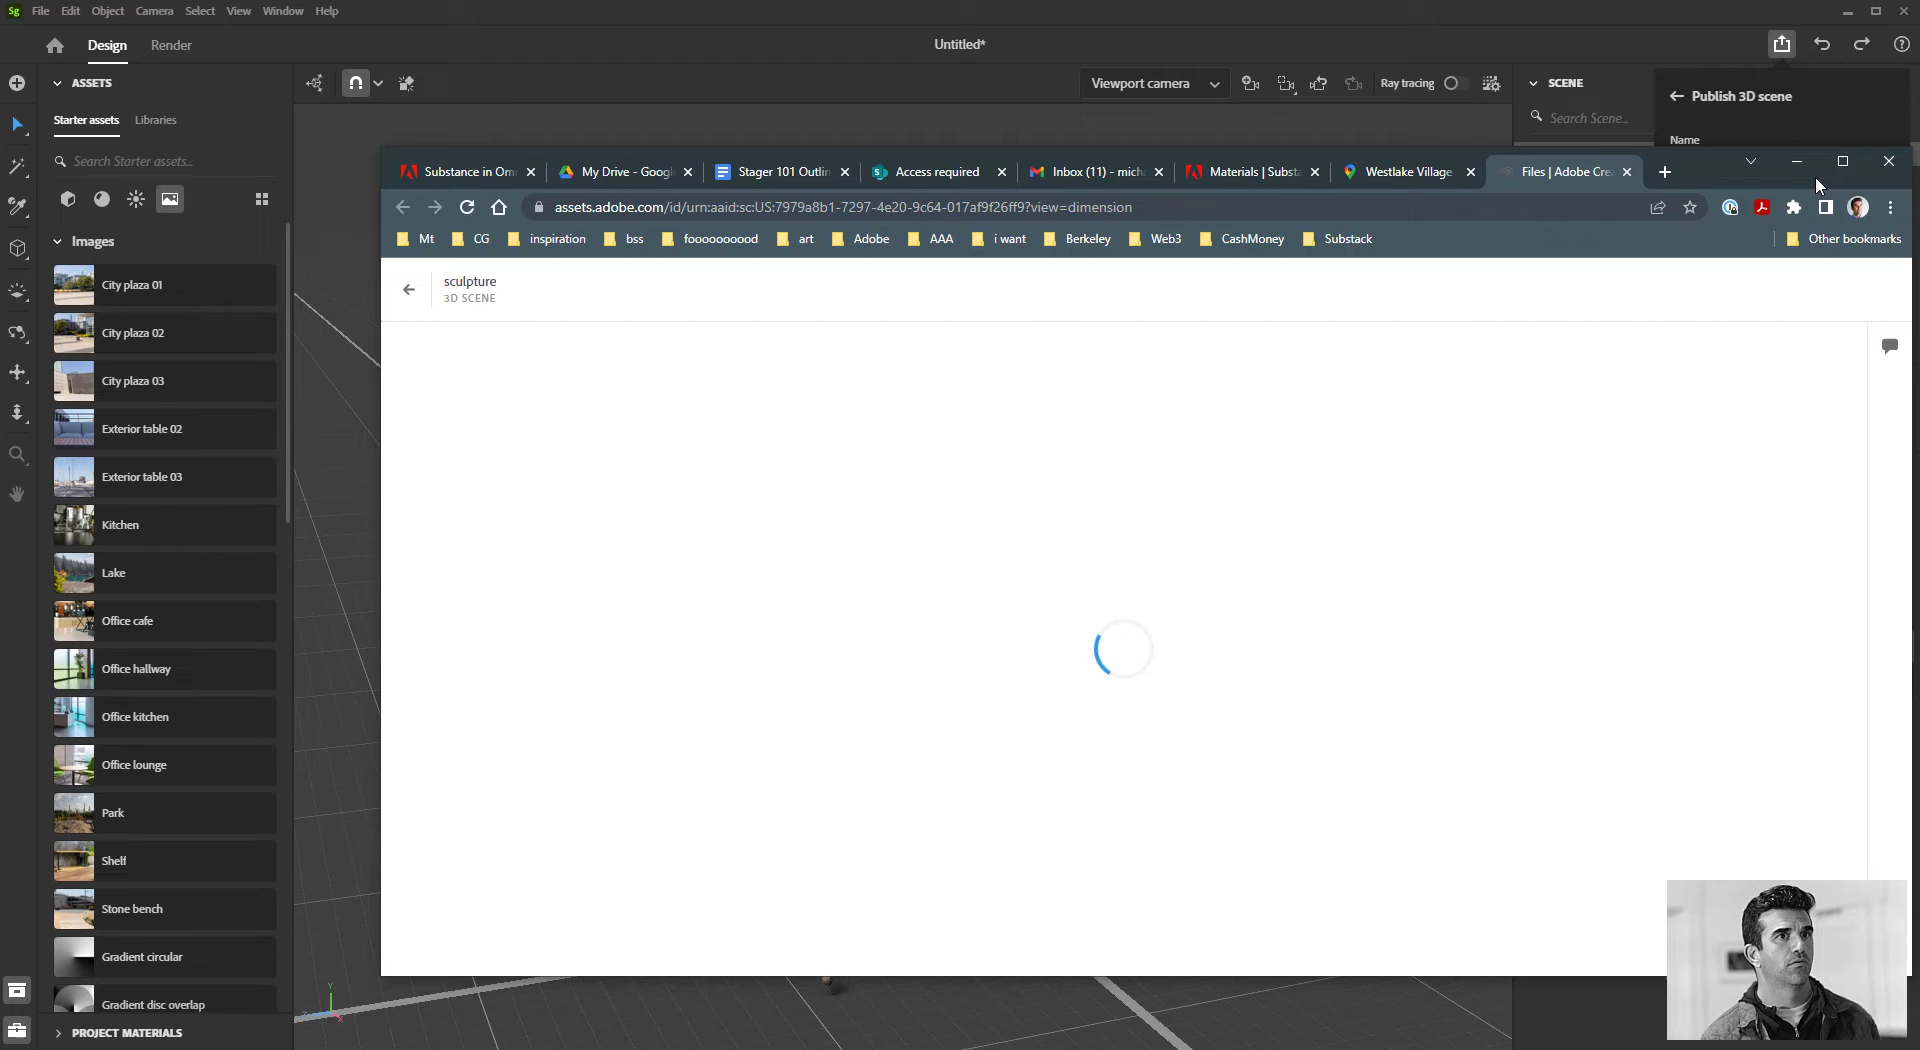 Sg File Edit Object Camera Select View Window Help
Design Render Untitled*
ASSETS
Viewport camera
Ray tracing
SCENE
Publish 3D scene
Starter assets Libraries
Search Scene...
Name
Search Starter assets...
Substance in Om
My Drive - Googl
Stager 101 Outlin
Access required
Inbox (11) - mich
Materials | Substa
Westlake Village
Files | Adobe Cre
assets.adobe.com/id/urn:aaid:sc:US:7979a8b1-7297-4e20-9c64-017af9f26ff9?view=dimension
Mt CG inspiration bss foooooooood art Adobe AAA i want Berkeley Web3 CashMoney Substack Other bookmarks
sculpture
3D SCENE
Images
City plaza 01
City plaza 02
City plaza 03
Exterior table 02
Exterior table 03
Kitchen
Lake
Office cafe
Office hallway
Office kitchen
Office lounge
Park
Shelf
Stone bench
Gradient circular
Gradient disc overlap
PROJECT MATERIALS
Y